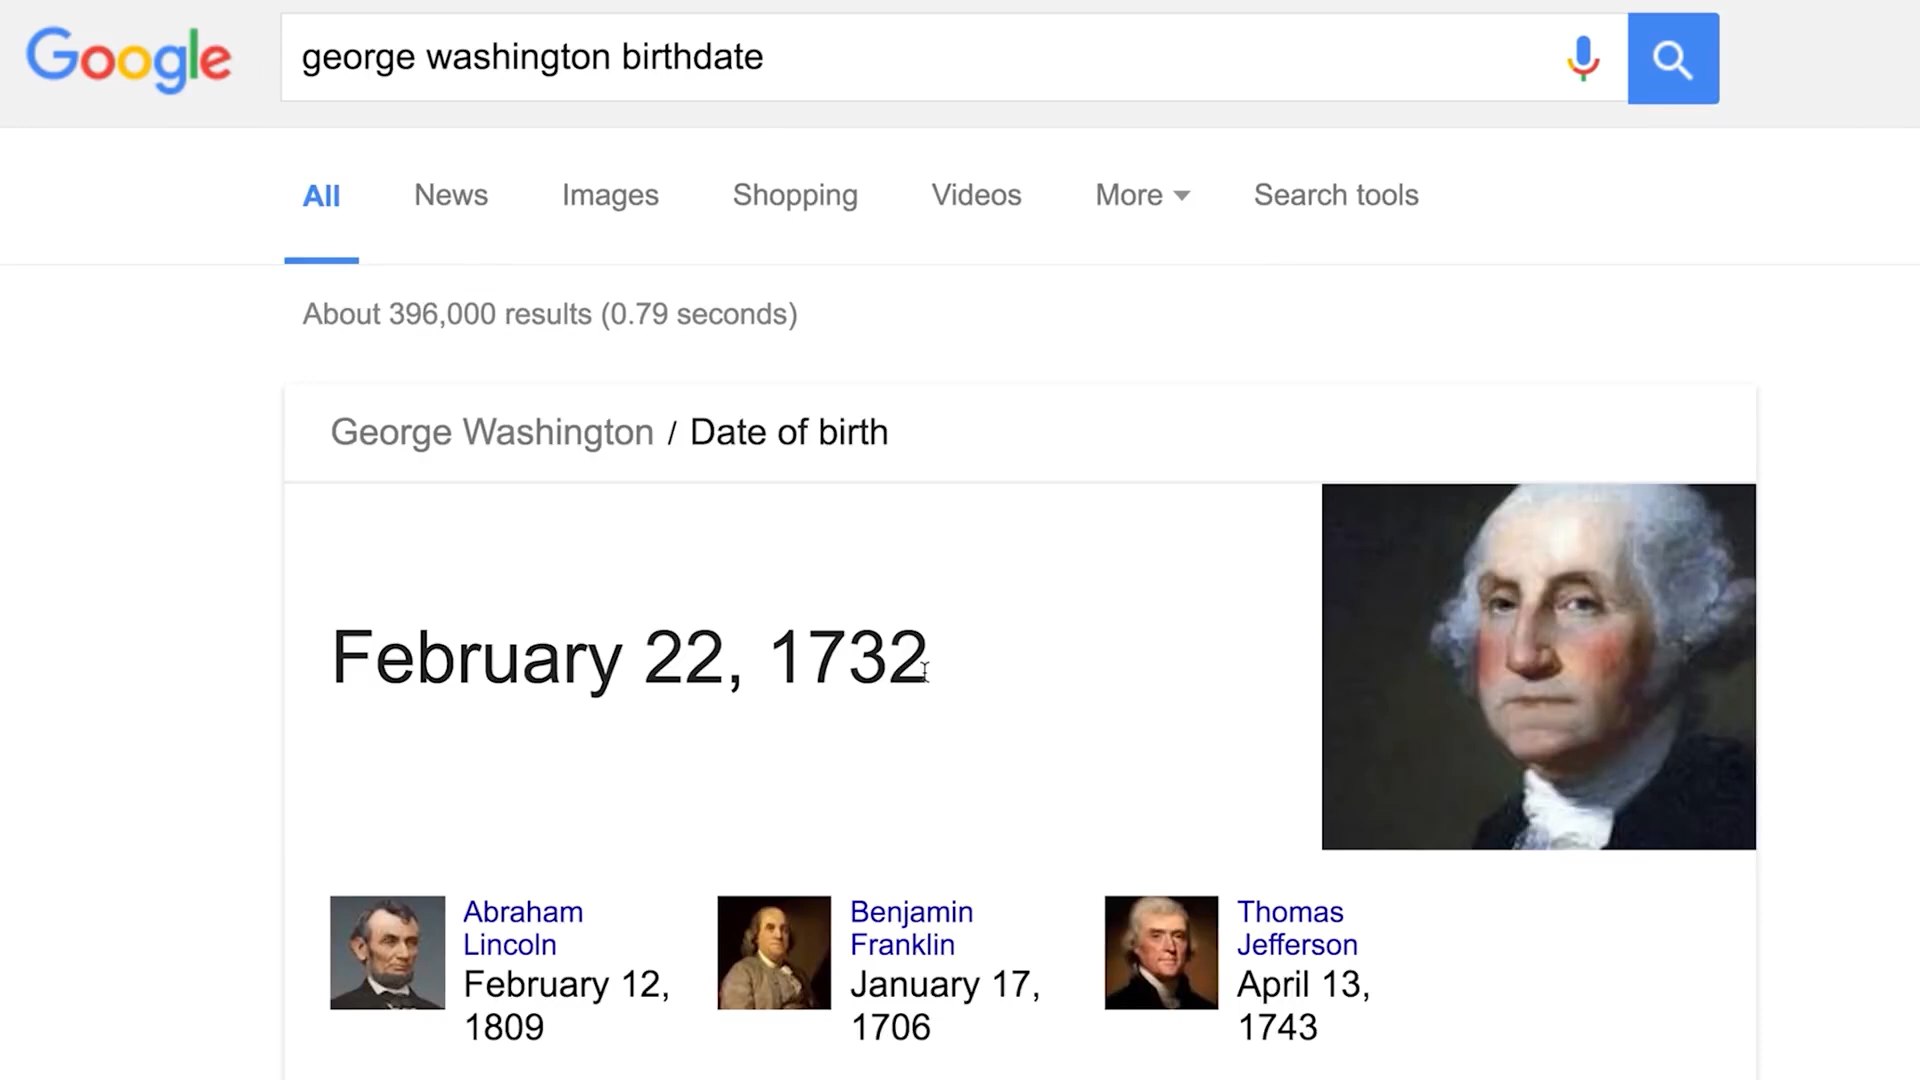 Google
george washington birthdate
All News Images Shopping Videos More Search tools
About 396,000 results (0.79 seconds)
George Washington / Date of birth
February 22, 1732
Abraham
Lincoln
February 12,
1809
Benjamin
Franklin
January 17,
1706
Thomas
Jefferson
April 13,
1743